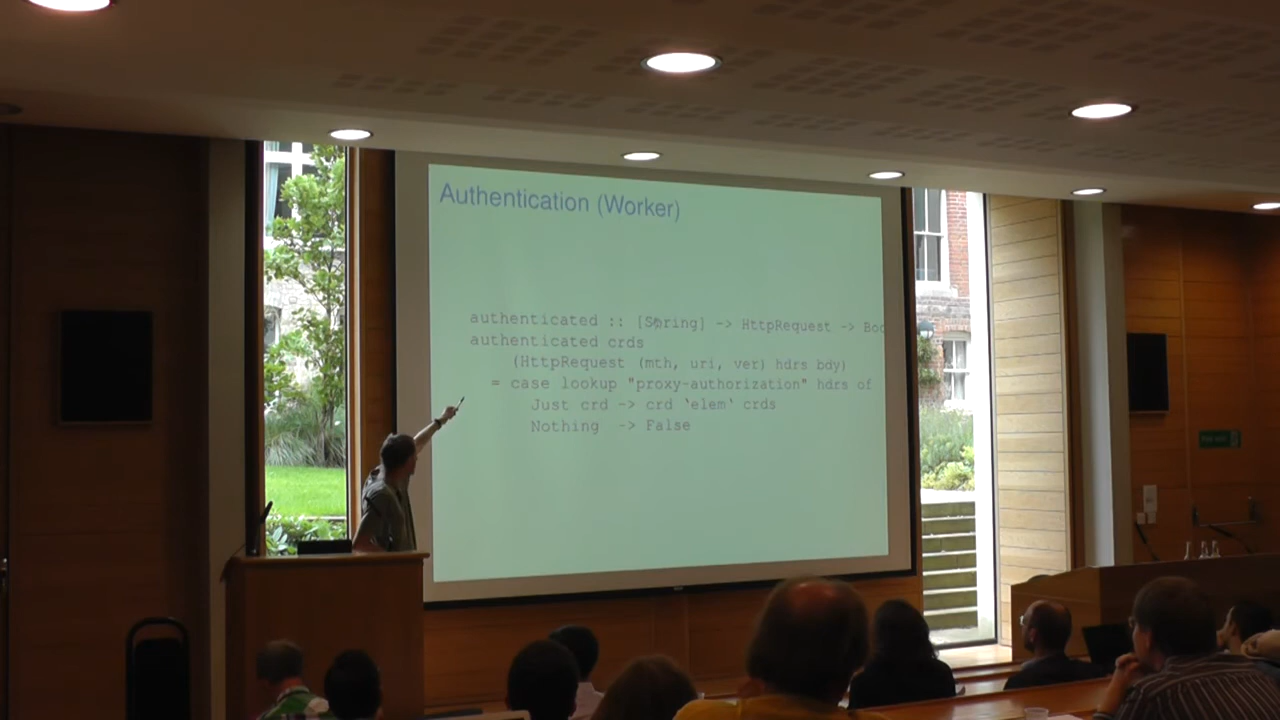 Authentication (Worker)
authenticated :: [String] -> HttpRequest -> Boo
authenticated crds
(HttpRequest (mth, uri, ver) hdrs bdy)
= case lookup "proxy-authorization" hdrs of
Just crd -> crd `elem` crds
Nothing -> False